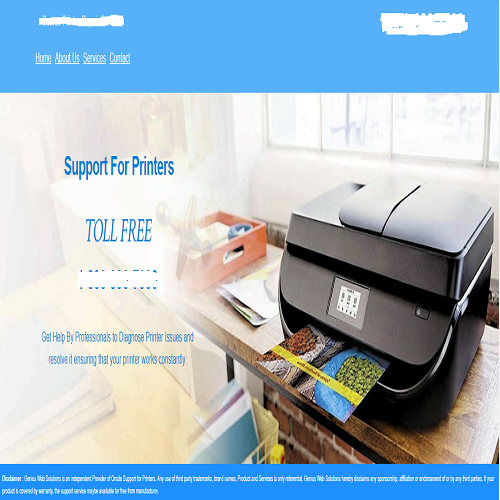 Home About Us Services Contact
Support For Printers
TOLL FREE
Get Help By Professionals to Diagnose Printer Issues and
resolve it ensuring that your printer works constantly.
Disclaimer : Genius Web Solutions is an independent Provider of Onsite Support for Printers. Any use of third party trademarks, brand names, Product and Services is only referential. Genius Web Solutions hereby disclaims any sponsorship, affiliation or endorsement of or by any third parties. If your
product is covered by warranty, the support service maybe available for free from manufacturer.